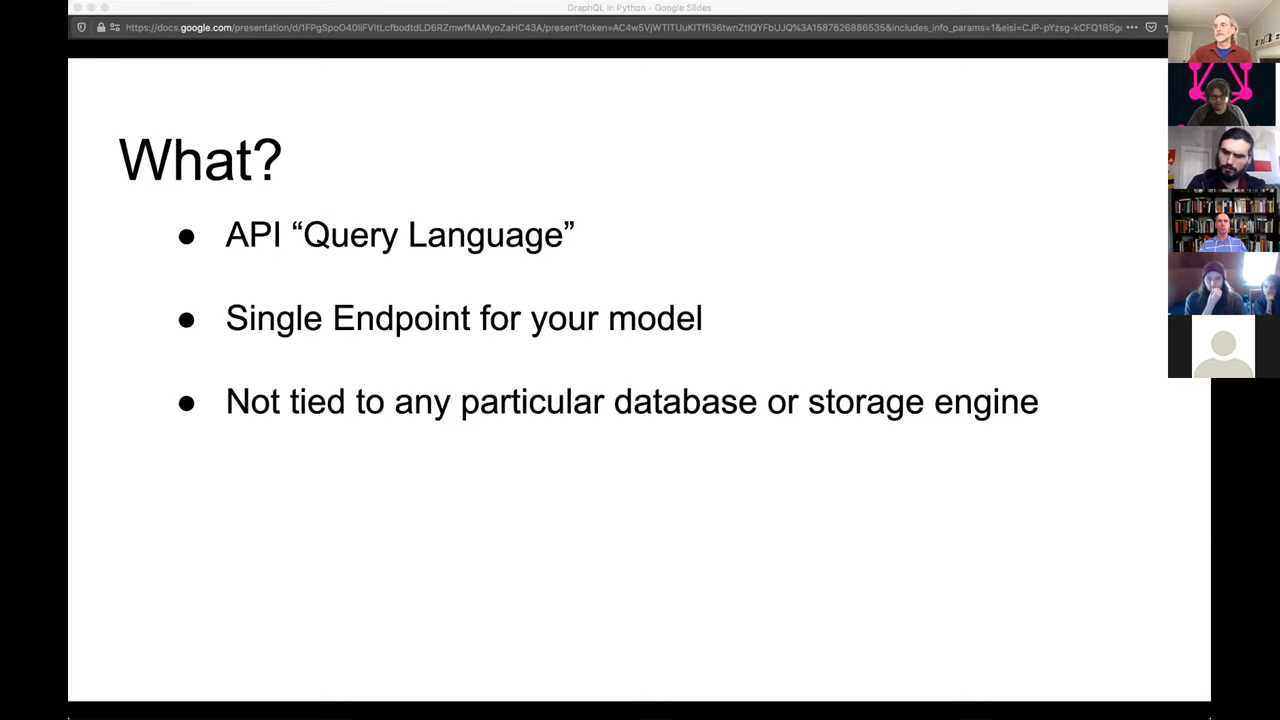 GraphQL in Python - Google Slides
What?
● API “Query Language”
● Single Endpoint for your model
● Not tied to any particular database or storage engine